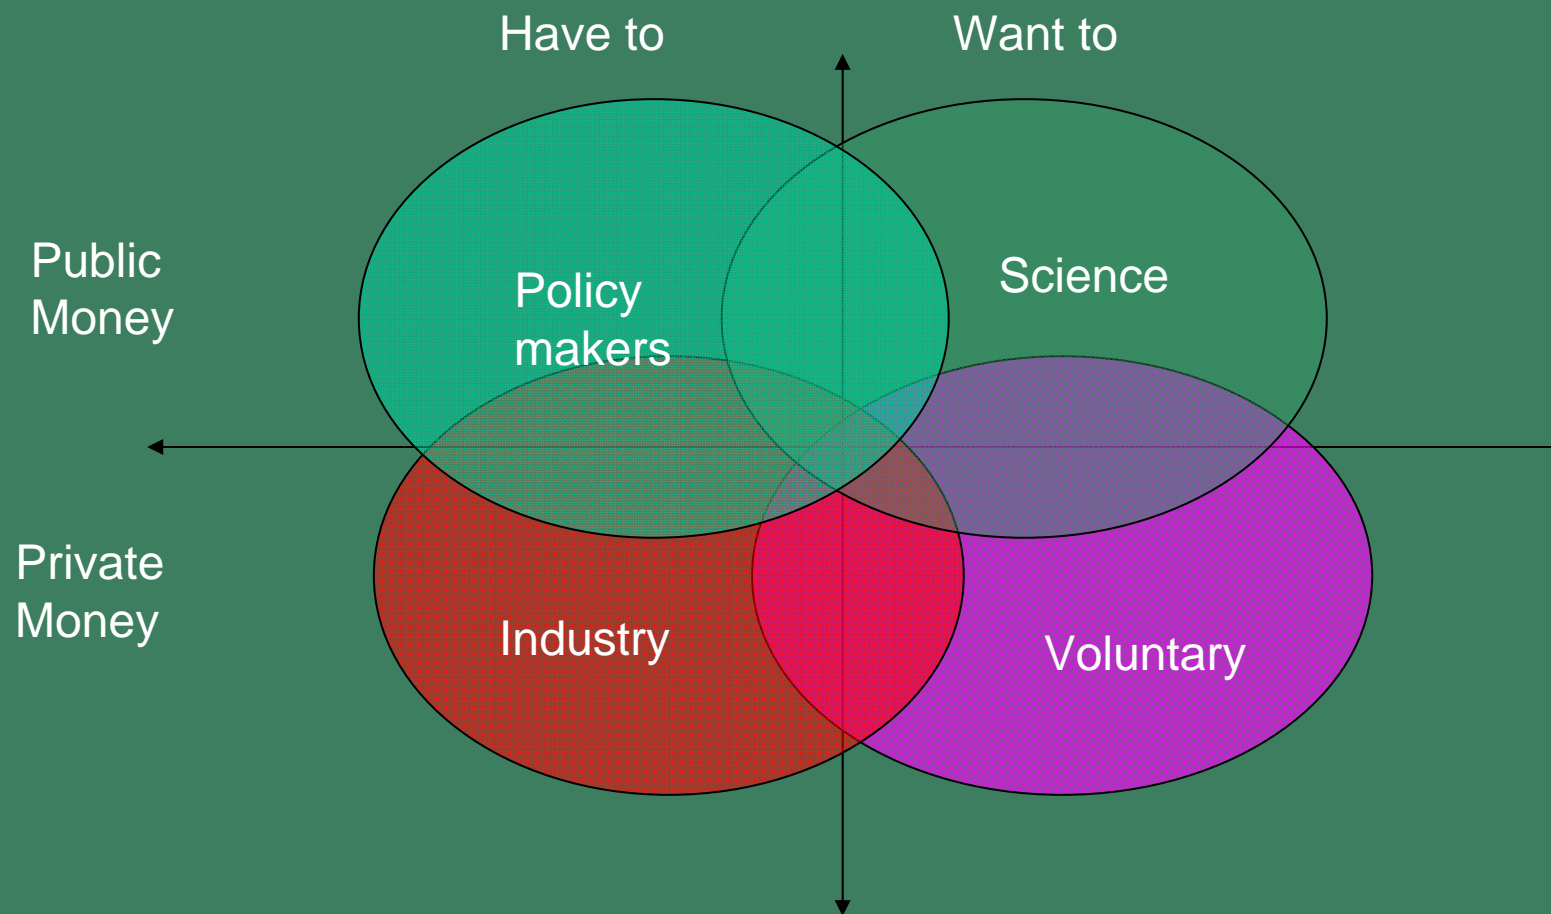 Have to
Want to
Public
Money
Policy
makers
Science
Private
Money
Industry
Voluntary